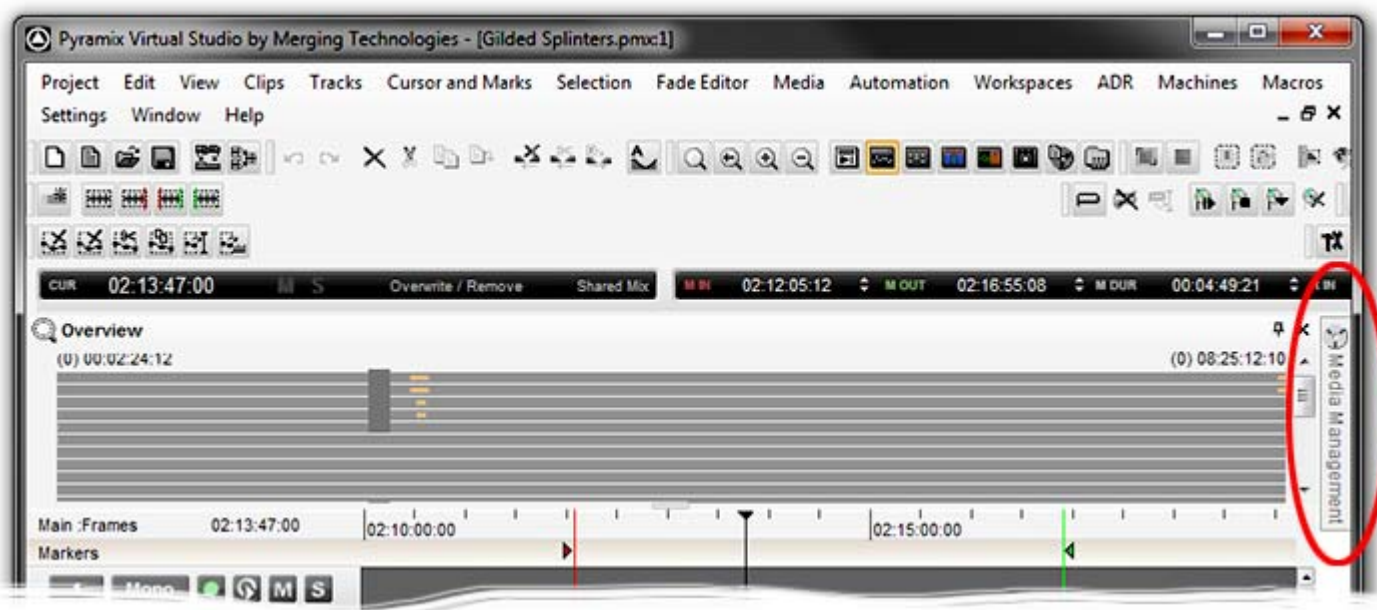 Pyramix Virtual Studio by Merging Technologies - [Gilded Splinters.pmx:1]
Project Edit View Clips Tracks Cursor and Marks Selection Fade Editor Media Automation Workspaces ADR Machines Macros
Settings Window Help
CUR 02:13:47:00 M S Overwrite / Remove Shared Mix M IN 02:12:05:12 M OUT 02:16:55:08 M DUR 00:04:49:21 IN
Overview
(0) 00:02:24:12 (0) 08:25:12:10
Media Management
Main :Frames 02:13:47:00 02:10:00:00 02:15:00:00
Markers
Mono M S